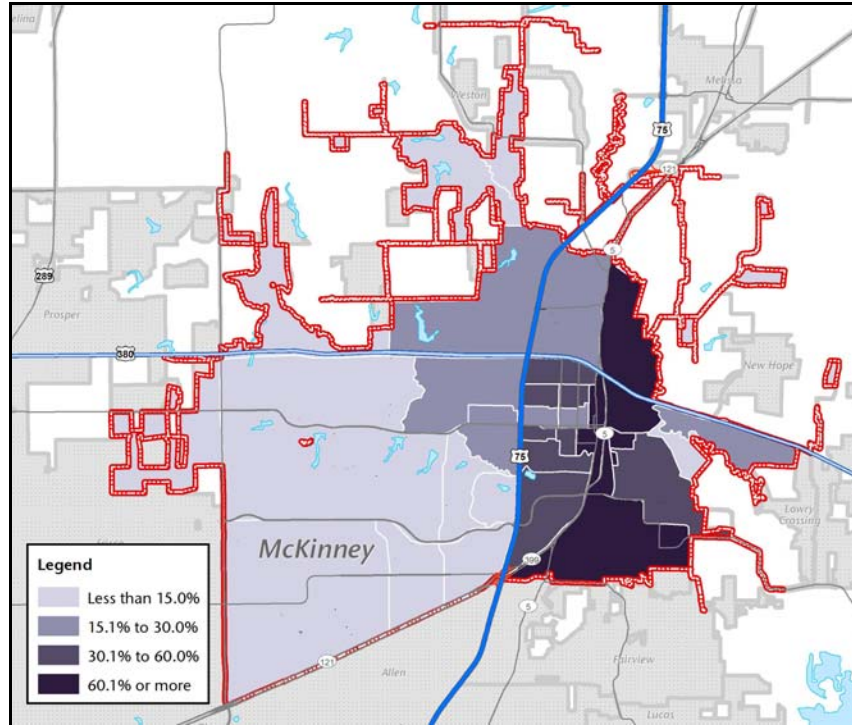 elina
Weston
Melissa
75
121
5
289
Prosper
380
New Hope
75
5
Lowry
Crossing
McKinney
399
Legend
Less than 15.0%
15.1% to 30.0%
30.1% to 60.0%
60.1% or more
5
121
Allen
Fairview
Lucas